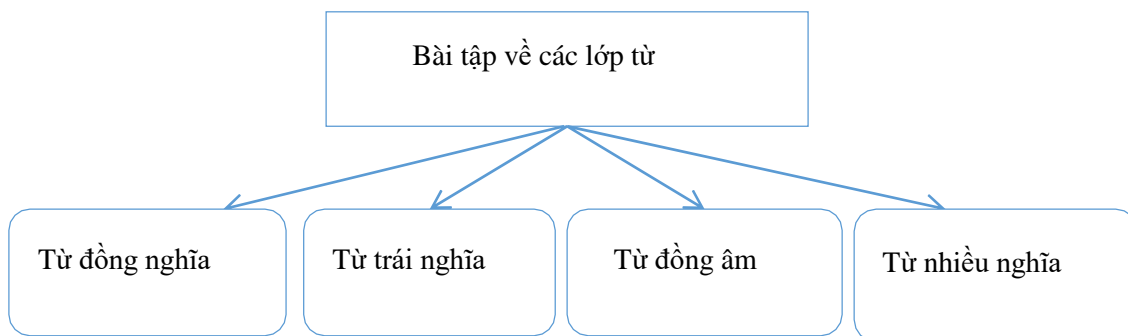 Bài tập về các lớp từ
Từ đồng nghĩa
Từ trái nghĩa
Từ đồng âm
Từ nhiều nghĩa